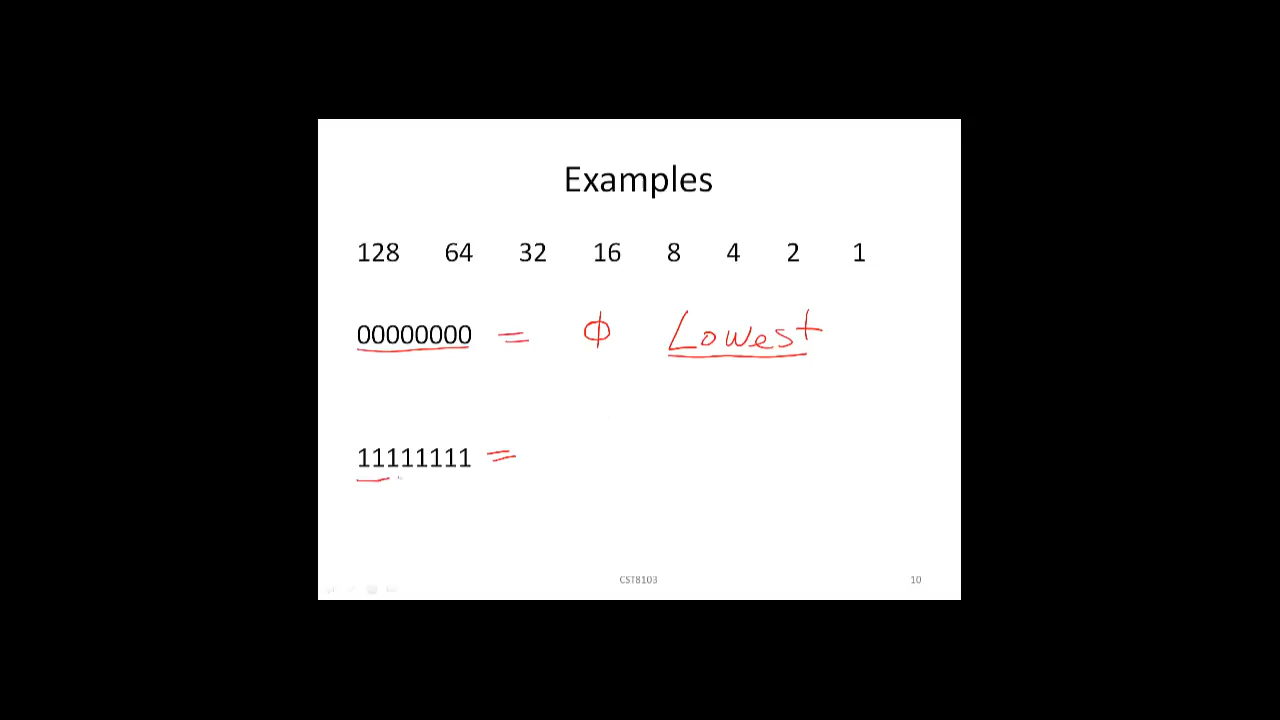 Examples
128 64 32 16 8 4 2 1
00000000 = φ Lowest
11111111 =
CST8103 10